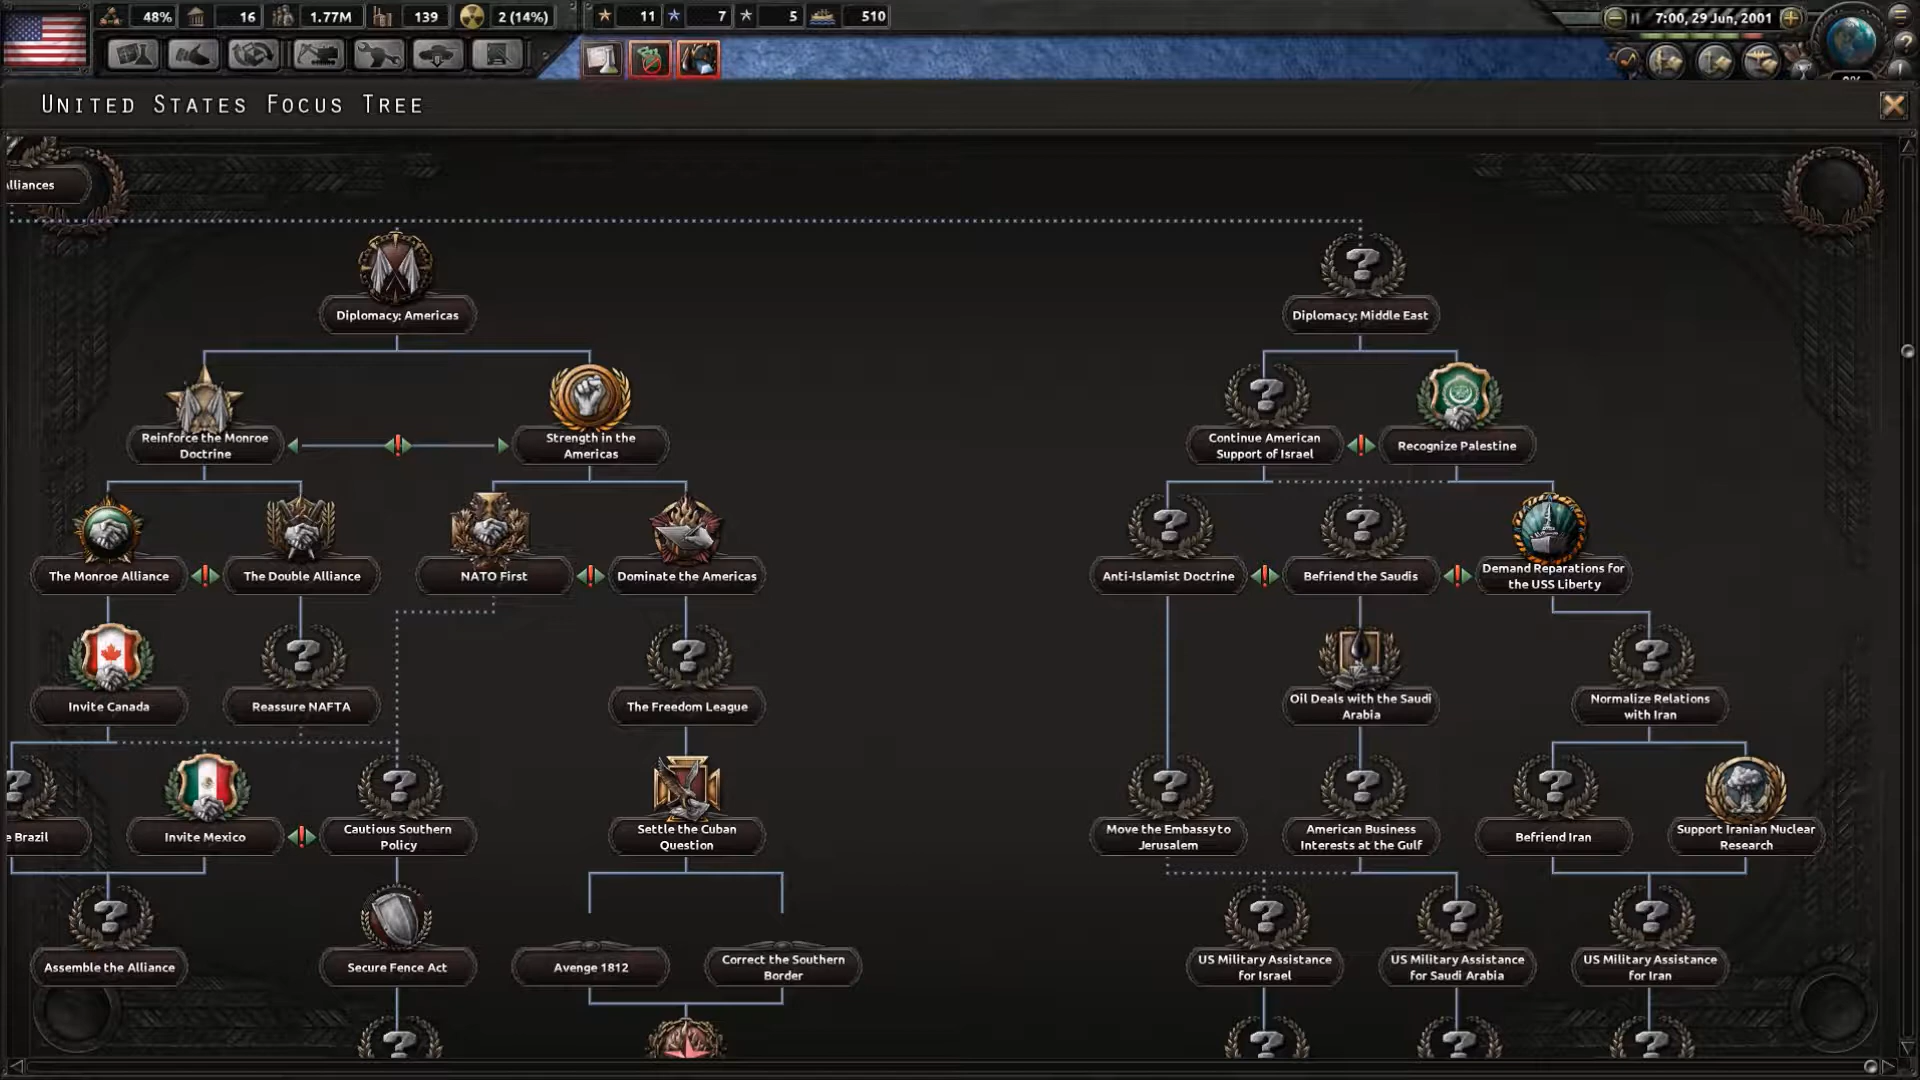 48%
16
1.77M
139
2 (14%)
11
7
5
510
7:00, 29 Jun, 2001
United States Focus Tree
Alliances
Diplomacy: Americas
Diplomacy: Middle East
Reinforce the Monroe
Doctrine
Strength in the
Americas
Continue American
Support of Israel
Recognize Palestine
The Monroe Alliance
The Double Alliance
NATO First
Dominate the Americas
Anti-Islamist Doctrine
Befriend the Saudis
Demand Reparations for
the USS Liberty
Invite Canada
Reassure NAFTA
The Freedom League
Oil Deals with the Saudi
Arabia
Normalize Relations
with Iran
e Brazil
Invite Mexico
Cautious Southern
Policy
Settle the Cuban
Question
Move the Embassy to
Jerusalem
American Business
Interests at the Gulf
Befriend Iran
Support Iranian Nuclear
Research
Assemble the Alliance
Secure Fence Act
Avenge 1812
Correct the Southern
Border
US Military Assistance
for Israel
US Military Assistance
for Saudi Arabia
US Military Assistance
for Iran